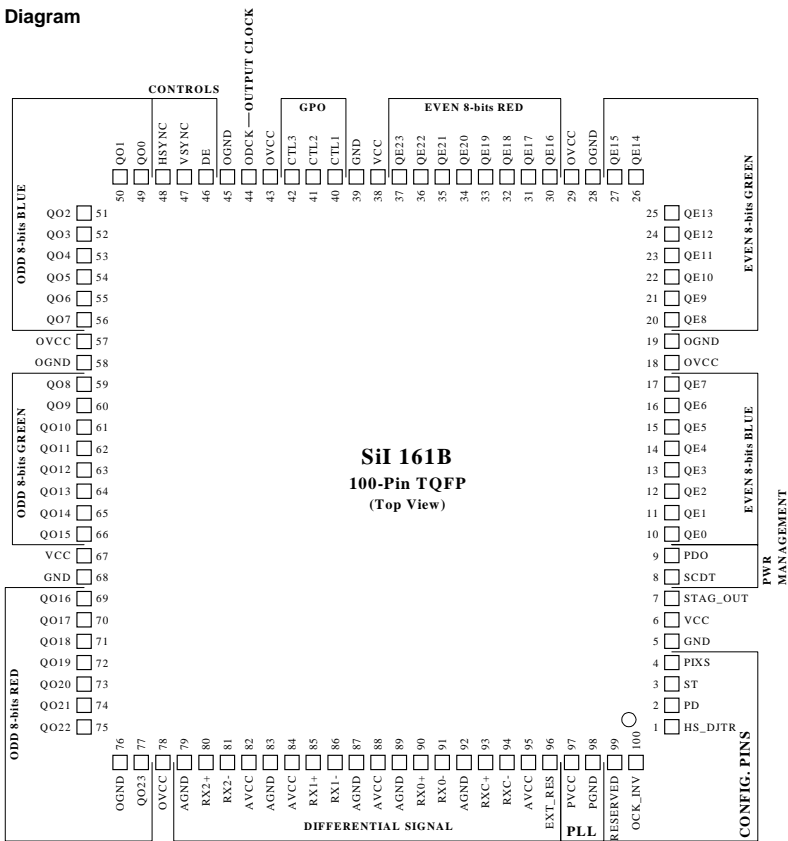 Diagram
CONTROLS
GPO
EVEN 8-bits RED
QO1
QO0
HSYNC
VSYNC
DE
OGND
ODCK—OUTPUT CLOCK
OVCC
CTL3
CTL2
CTL1
GND
VCC
QE23
QE22
QE21
QE20
QE19
QE18
QE17
QE16
OVCC
OGND
QE15
QE14
50
49
48
47
46
45
44
43
42
41
40
39
38
37
36
35
34
33
32
31
30
29
28
27
26
ODD 8-bits BLUE
QO2 51
QO3 52
QO4 53
QO5 54
QO6 55
QO7 56
OVCC 57
OGND 58
ODD 8-bits GREEN
QO8 59
QO9 60
QO10 61
QO11 62
QO12 63
QO13 64
QO14 65
QO15 66
VCC 67
GND 68
ODD 8-bits RED
QO16 69
QO17 70
QO18 71
QO19 72
QO20 73
QO21 74
QO22 75
SiI 161B
100-Pin TQFP
(Top View)
25 QE13
24 QE12
23 QE11
22 QE10
21 QE9
20 QE8
EVEN 8-bits GREEN
19 OGND
18 OVCC
17 QE7
16 QE6
15 QE5
14 QE4
13 QE3
12 QE2
11 QE1
10 QE0
EVEN 8-bits BLUE
9 PDO
8 SCDT
PWR
MANAGEMENT
7 STAG_OUT
6 VCC
5 GND
4 PIXS
3 ST
2 PD
1 HS_DJTR
CONFIG. PINS
76
77
78
79
80
81
82
83
84
85
86
87
88
89
90
91
92
93
94
95
96
97
98
99
100
OGND
QO23
OVCC
AGND
RX2+
RX2-
AVCC
AGND
AVCC
RX1+
RX1-
AGND
AVCC
AGND
RX0+
RX0-
AGND
RXC+
RXC-
AVCC
EXT_RES
PVCC
PGND
RESERVED
OCK_INV
DIFFERENTIAL SIGNAL
PLL